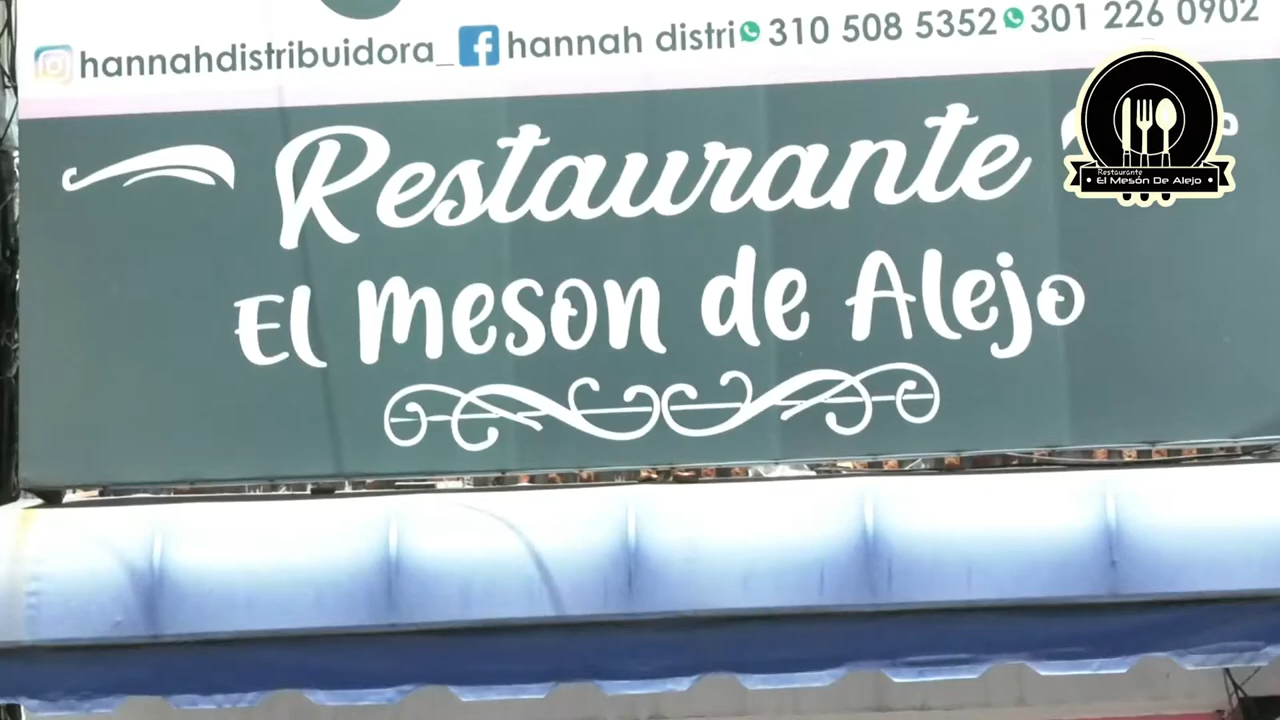 hannahdistribuidora_ hannah distri 310 508 5352 301 226 0902
Restaurante
El meson de Alejo
Restaurante
El Mesón De Alejo